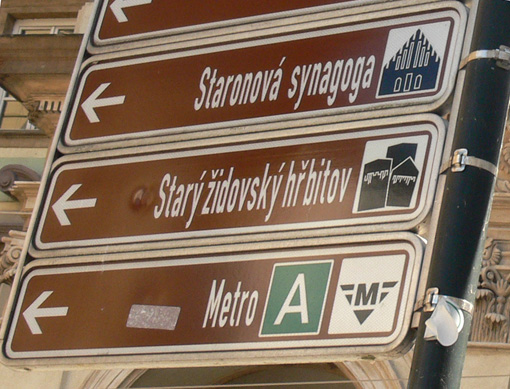 Staronová synagoga
Starý židovský hřbitov
Metro A M